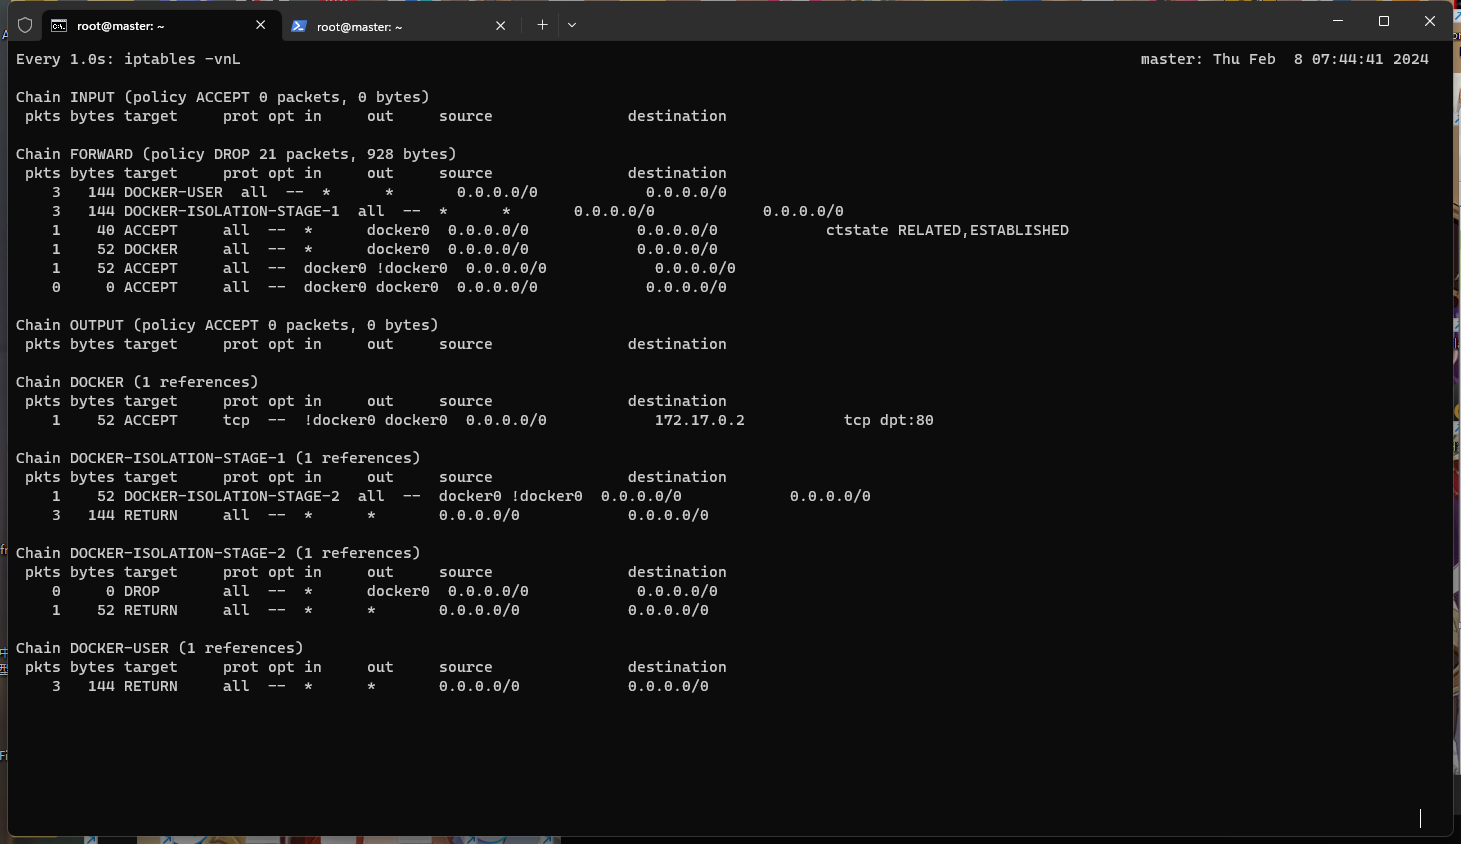 root@master: ~
root@master: ~
Every 1.0s: iptables -vnL master: Thu Feb  8 07:44:41 2024
Chain INPUT (policy ACCEPT 0 packets, 0 bytes)
pkts bytes target prot opt in out source destination
Chain FORWARD (policy DROP 21 packets, 928 bytes)
pkts bytes target prot opt in out source destination
3 144 DOCKER-USER all -- * * 0.0.0.0/0 0.0.0.0/0
3 144 DOCKER-ISOLATION-STAGE-1 all -- * * 0.0.0.0/0 0.0.0.0/0
1 40 ACCEPT all -- * docker0 0.0.0.0/0 0.0.0.0/0 ctstate RELATED,ESTABLISHED
1 52 DOCKER all -- * docker0 0.0.0.0/0 0.0.0.0/0
1 52 ACCEPT all -- docker0 !docker0 0.0.0.0/0 0.0.0.0/0
0 0 ACCEPT all -- docker0 docker0 0.0.0.0/0 0.0.0.0/0
Chain OUTPUT (policy ACCEPT 0 packets, 0 bytes)
pkts bytes target prot opt in out source destination
Chain DOCKER (1 references)
pkts bytes target prot opt in out source destination
1 52 ACCEPT tcp -- !docker0 docker0 0.0.0.0/0 172.17.0.2 tcp dpt:80
Chain DOCKER-ISOLATION-STAGE-1 (1 references)
pkts bytes target prot opt in out source destination
1 52 DOCKER-ISOLATION-STAGE-2 all -- docker0 !docker0 0.0.0.0/0 0.0.0.0/0
3 144 RETURN all -- * * 0.0.0.0/0 0.0.0.0/0
Chain DOCKER-ISOLATION-STAGE-2 (1 references)
pkts bytes target prot opt in out source destination
0 0 DROP all -- * docker0 0.0.0.0/0 0.0.0.0/0
1 52 RETURN all -- * * 0.0.0.0/0 0.0.0.0/0
Chain DOCKER-USER (1 references)
pkts bytes target prot opt in out source destination
3 144 RETURN all -- * * 0.0.0.0/0 0.0.0.0/0